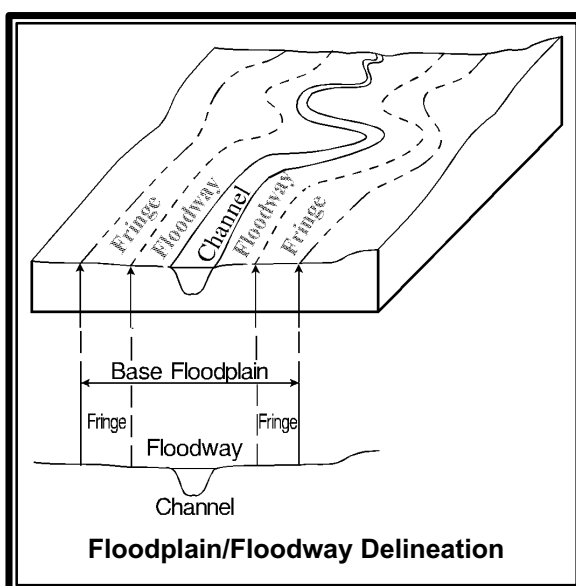 Fringe
Floodway
Channel
Floodway
Fringe
Base Floodplain
Fringe
Fringe
Floodway
Channel
Floodplain/Floodway Delineation